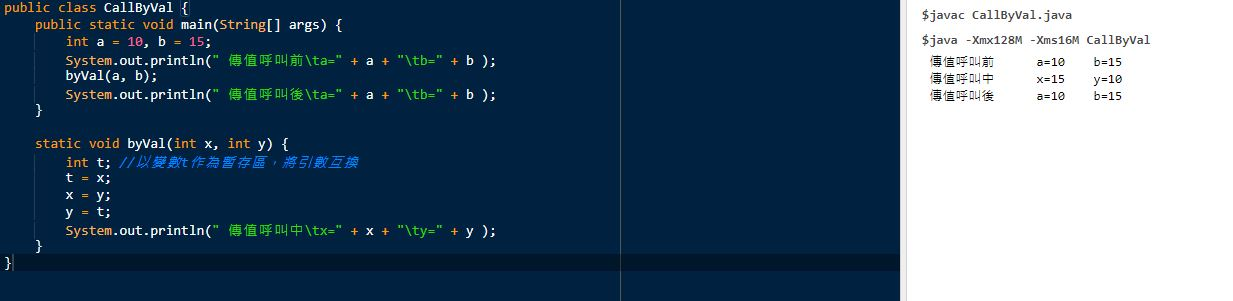 public class CallByVal {
    public static void main(String[] args) {
        int a = 10, b = 15;
        System.out.println(" 傳值呼叫前\ta=" + a + "\tb=" + b );
        byVal(a, b);
        System.out.println(" 傳值呼叫後\ta=" + a + "\tb=" + b );
    }
    static void byVal(int x, int y) {
        int t; //以變數t作為暫存區，將引數互換
        t = x;
        x = y;
        y = t;
        System.out.println(" 傳值呼叫中\tx=" + x + "\ty=" + y );
    }
}
$javac CallByVal.java
$java -Xmx128M -Xms16M CallByVal
傳值呼叫前 a=10 b=15
傳值呼叫中 x=15 y=10
傳值呼叫後 a=10 b=15